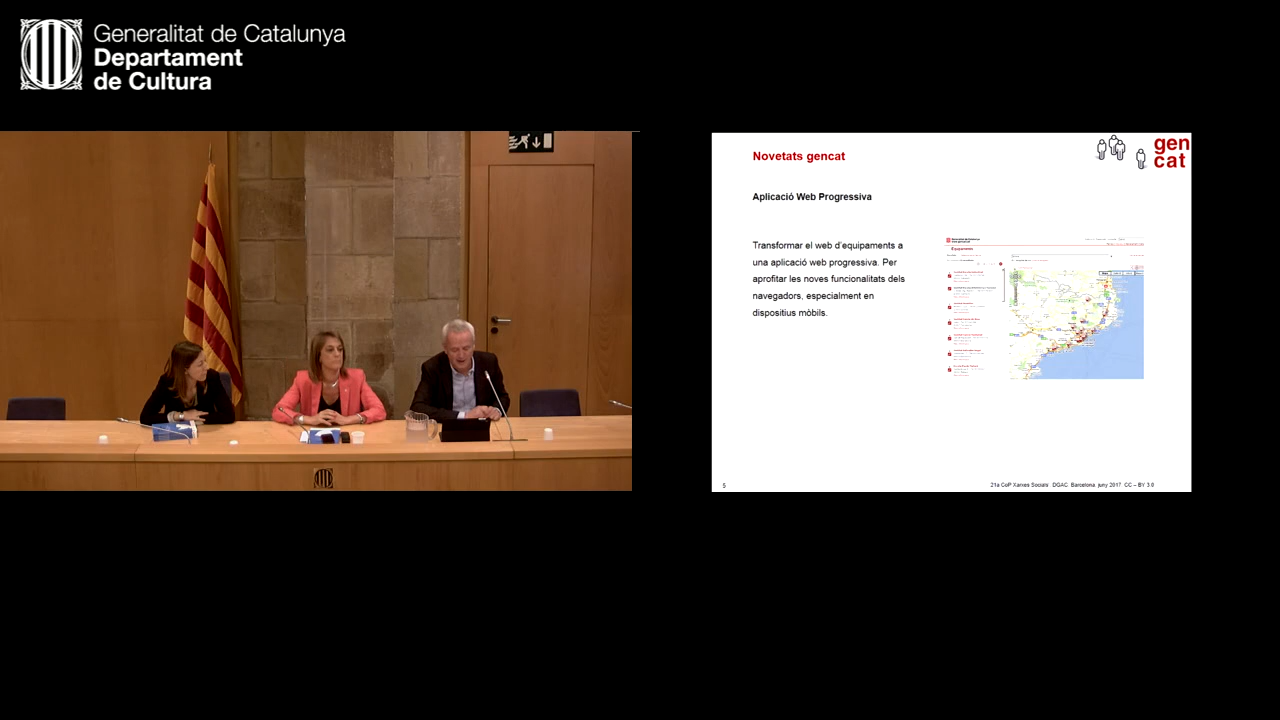 Generalitat de Catalunya
Departament
de Cultura
Novetats gencat
gen
cat
Aplicació Web Progressiva
Transformar el web d'equipaments a
una aplicació web progressiva. Per
aprofitar les noves funcionalitats dels
navegadors, especialment en
dispositius mòbils.
Equipaments
5
21a CoP Xarxes Socials. DGAC. Barcelona juny 2017 CC – BY 3.0